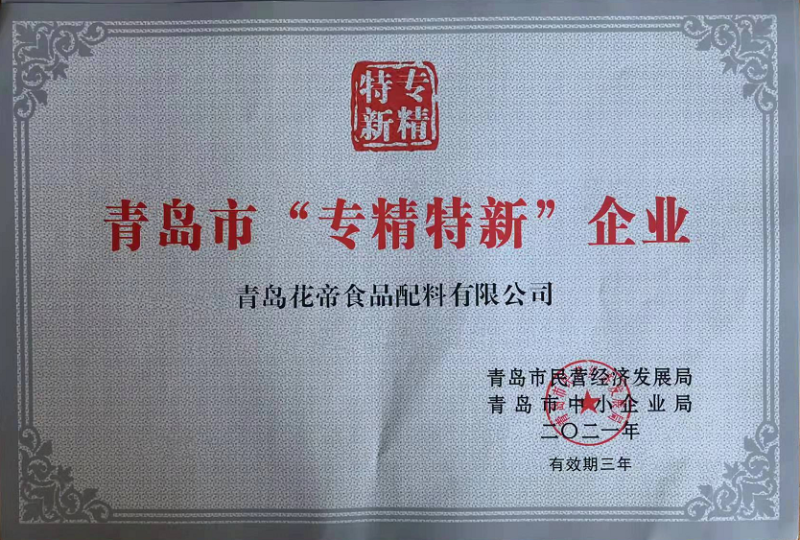 专精
特新
青岛市“专精特新”企业
青岛花帝食品配料有限公司
青岛市民营经济发展局
青岛市中小企业局
二〇二一年
有效期三年